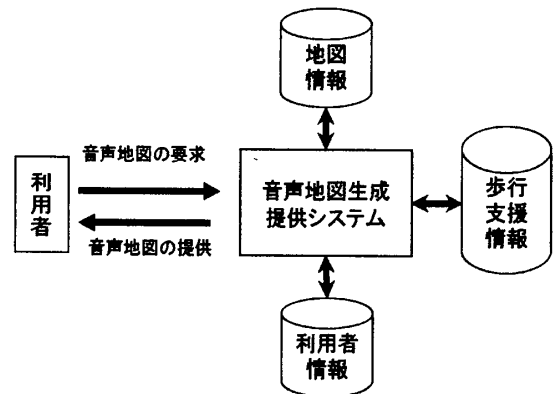 地図
情報
音声地図の要求
利用者
音声地図の提供
音声地図生成
提供システム
歩行
支援
情報
利用者
情報